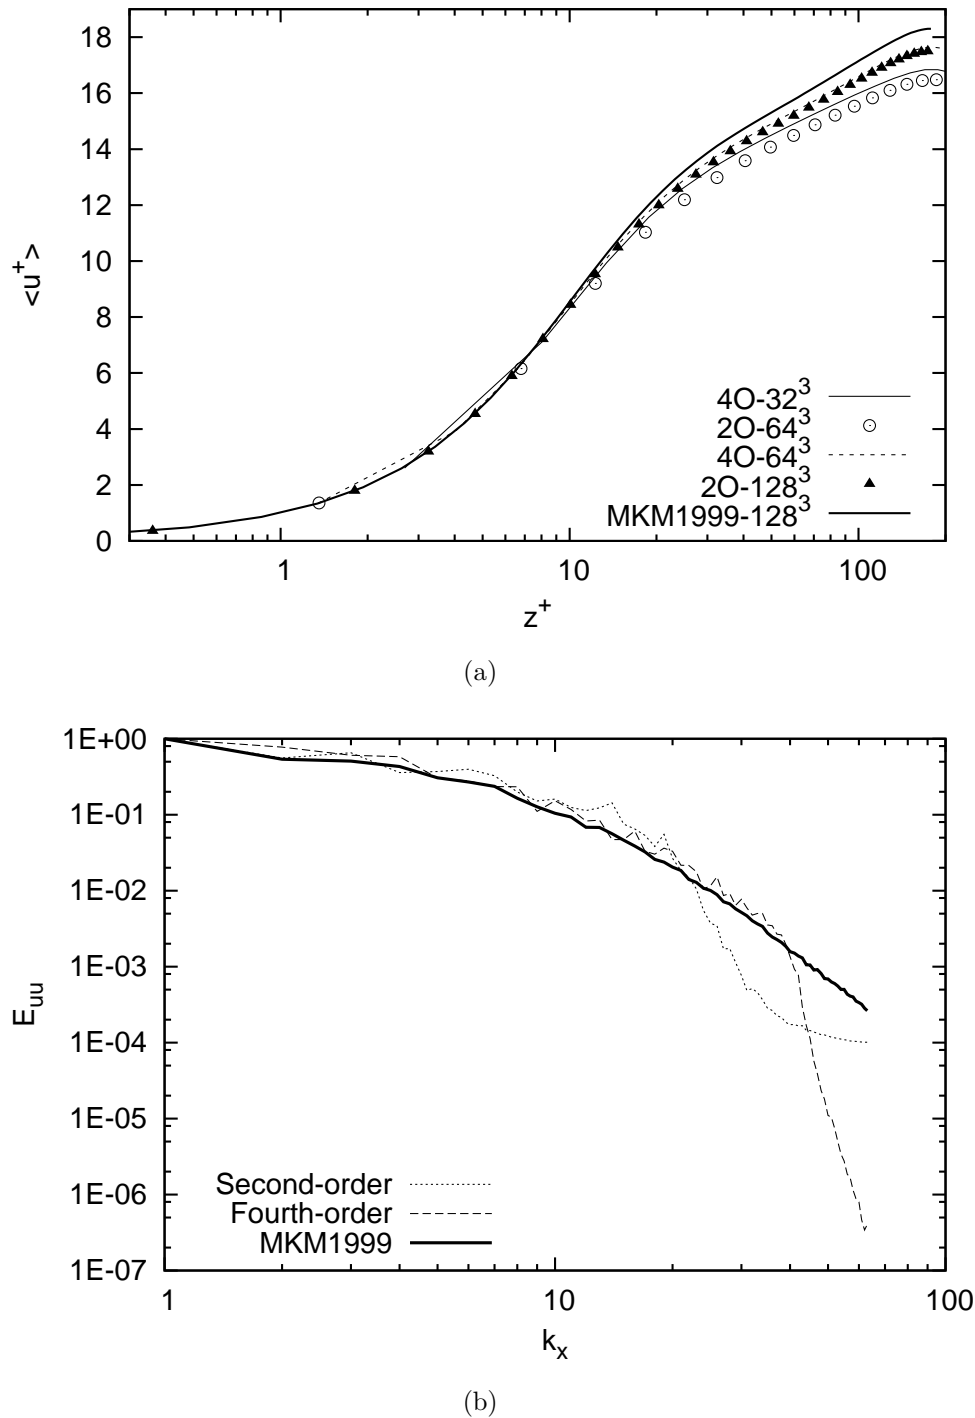 18
16
14
12
10
8
6
4
2
0
<u⁺>
4O-32³
2O-64³
4O-64³
2O-128³
MKM1999-128³
1
10
100
z⁺
(a)
1E+00
1E-01
1E-02
1E-03
1E-04
1E-05
1E-06
1E-07
E_uu
Second-order
Fourth-order
MKM1999
1
10
100
k_x
(b)